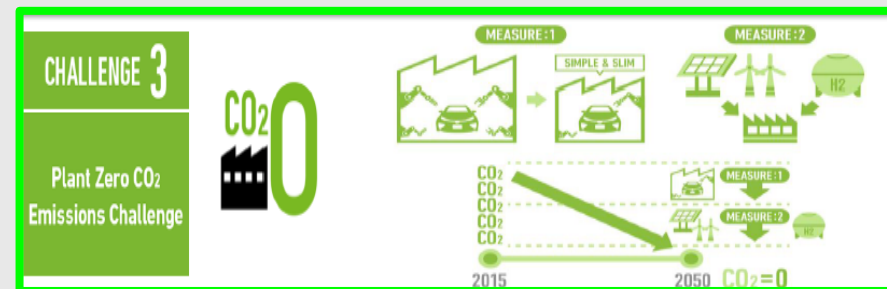 CHALLENGE 3
Plant Zero CO2
Emissions Challenge
CO2 0
MEASURE:1
SIMPLE & SLIM
MEASURE:2
H2
CO2
CO2
CO2
CO2
CO2
MEASURE:1
MEASURE:2
H2
2015
2050 CO2=0